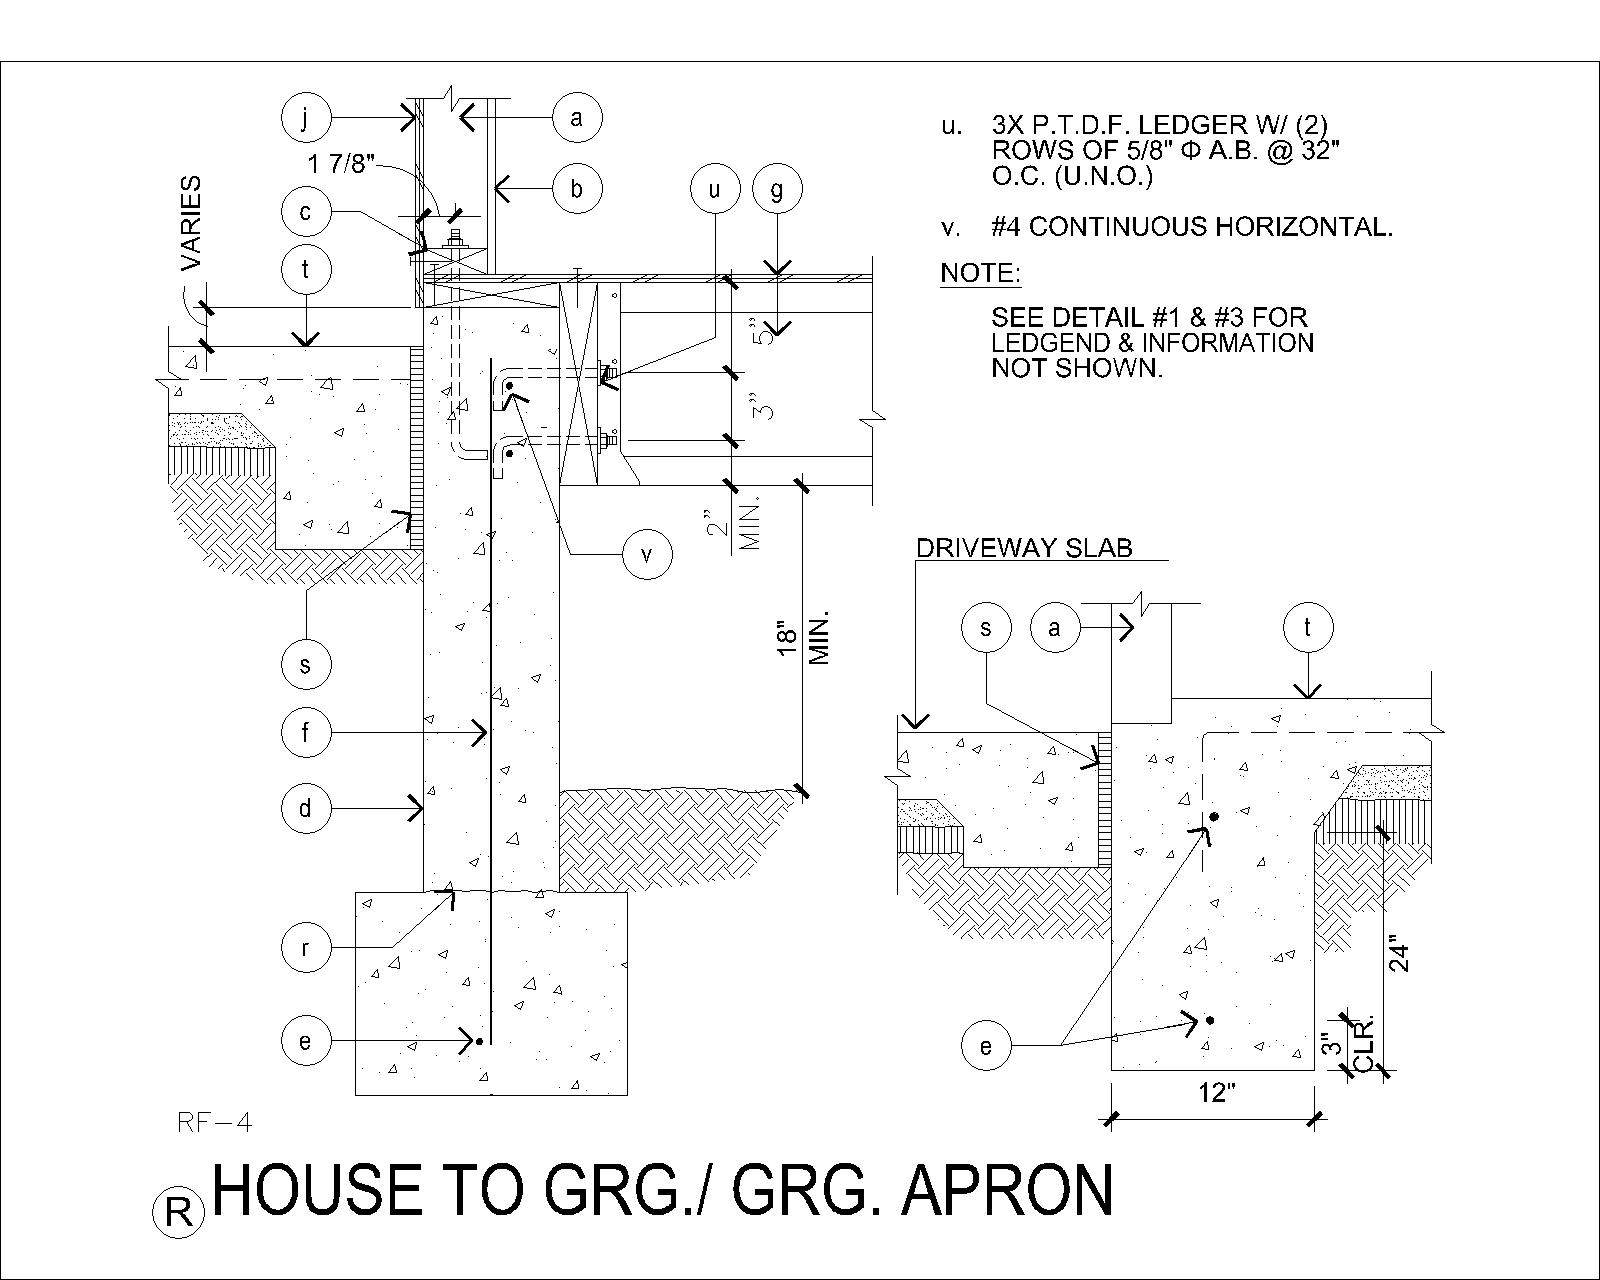 j
a
u. 3X P.T.D.F. LEDGER W/ (2)
ROWS OF 5/8" Φ A.B. @ 32"
O.C. (U.N.O.)
1 7/8"
b
u
g
VARIES
c
v. #4 CONTINUOUS HORIZONTAL.
t
NOTE:
SEE DETAIL #1 & #3 FOR
LEDGEND & INFORMATION
NOT SHOWN.
5"
3"
2"
MIN.
v
DRIVEWAY SLAB
18"
MIN.
s
a
t
s
f
d
r
24"
e
e
3"
CLR.
12"
RF-4
R HOUSE TO GRG./ GRG. APRON